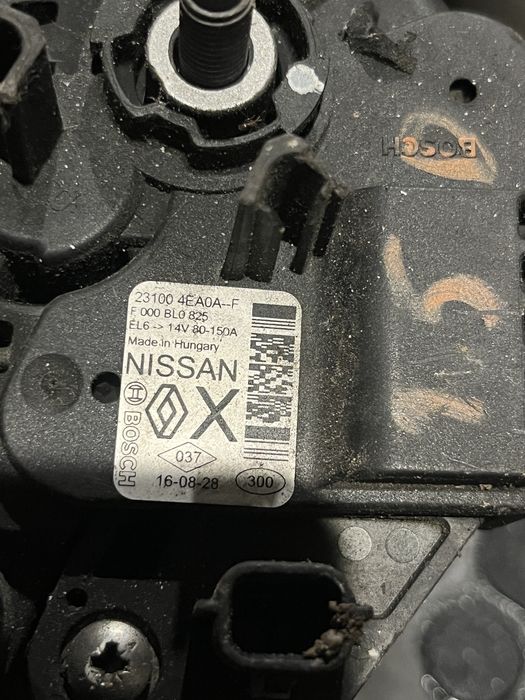 BOSCH
15
23100 4EA0A--F
F 000 BL0 825
EL6 -> 14V 80-150A
Made in Hungary
NISSAN
X
BOSCH
037
16-08-28
300